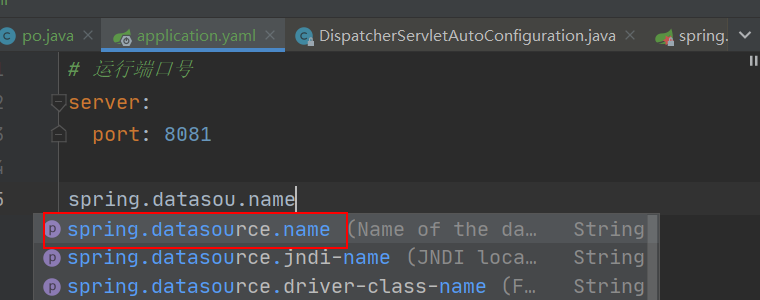 po.java × application.yaml × DispatcherServletAutoConfiguration.java × spring.
# 运行端口号
2 server:
3 port: 8081
4
5 spring.datasou.name
p spring.datasource.name (Name of the da... String
p spring.datasource.jndi-name (JNDI loca... String
p spring.datasource.driver-class-name (F... String